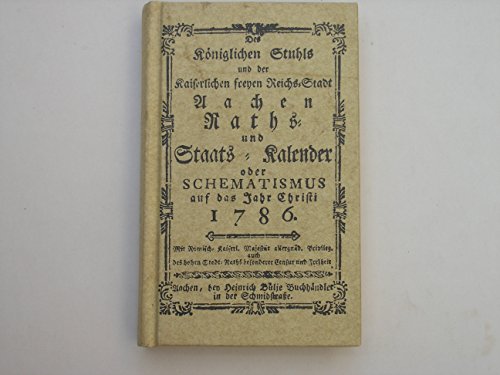 Des
Königlichen Stuhls
und der
Kaiserlichen freyen Reichs-Stadt
Aachen
Raths-
und
Staats-Kalender
oder
SCHEMATISMUS
auf das Jahr Christi
1786.
Mit Römisch-Kaiserl. Majestät allergnäd. Privileg.
auch
des hohen Stadt-Raths besonderer Censur und Freyheit
Aachen, bey Heinrich Bülje Buchhändler
in der Schmidstraße.